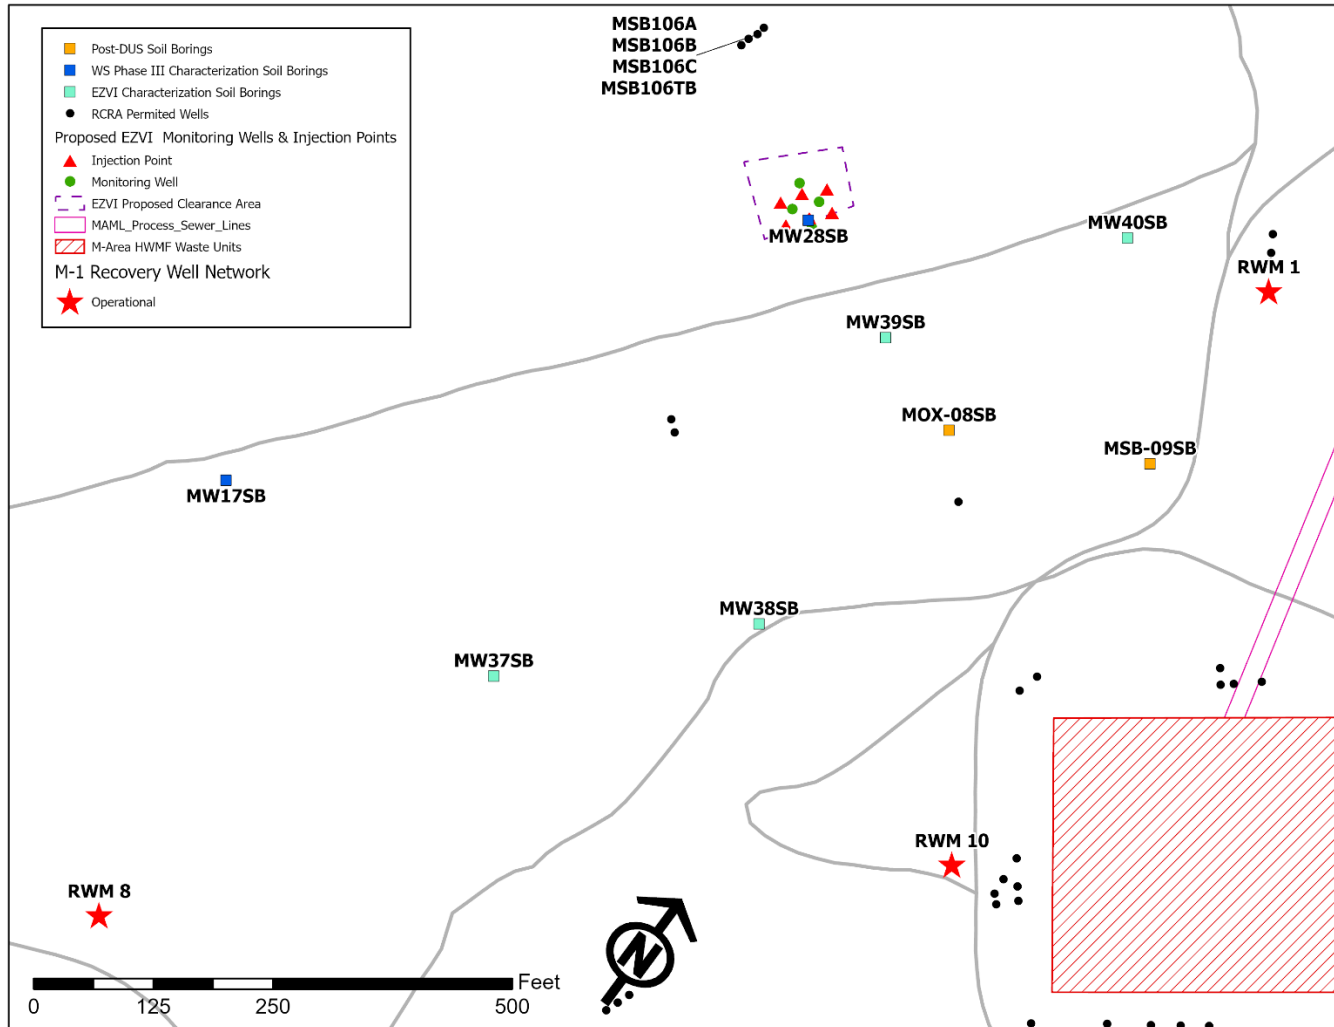 MSB106A
MSB106B
MSB106C
MSB106TB
Post-DUS Soil Borings
WS Phase III Characterization Soil Borings
EZVI Characterization Soil Borings
RCRA Permited Wells
Proposed EZVI Monitoring Wells & Injection Points
Injection Point
Monitoring Well
EZVI Proposed Clearance Area
MAML_Process_Sewer_Lines
M-Area HWMF Waste Units
M-1 Recovery Well Network
Operational
MW28SB
MW40SB
RWM 1
MW39SB
MOX-08SB
MSB-09SB
MW17SB
MW38SB
MW37SB
RWM 10
RWM 8
N
Feet
0 125 250 500